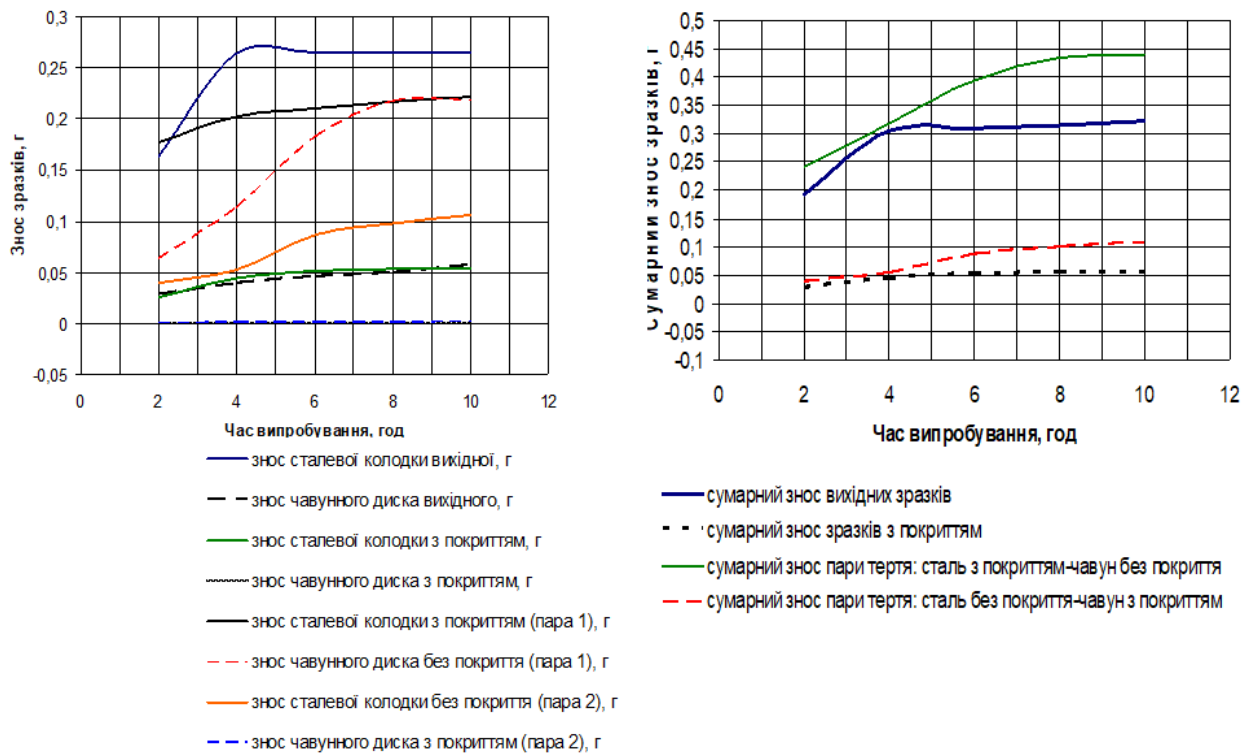 Знос зразків, г
0,3
0,25
0,2
0,15
0,1
0,05
0
-0,05
0 2 4 6 8 10 12
Час випробування, год
знос сталевої колодки вихідної, г
знос чавунного диска вихідного, г
знос сталевої колодки з покриттям, г
знос чавунного диска з покриттям, г
знос сталевої колодки з покриттям (пара 1), г
знос чавунного диска без покриття (пара 1), г
знос сталевої колодки без покриття (пара 2), г
знос чавунного диска з покриттям (пара 2), г
Сумарний знос зразків, г
0,5
0,45
0,4
0,35
0,3
0,25
0,2
0,15
0,1
0,05
0
-0,05
-0,1
0 2 4 6 8 10 12
Час випробування, год
сумарний знос вихідних зразків
сумарний знос зразків з покриттям
сумарний знос пари тертя: сталь з покриттям-чавун без покриття
сумарний знос пари тертя: сталь без покриття-чавун з покриттям